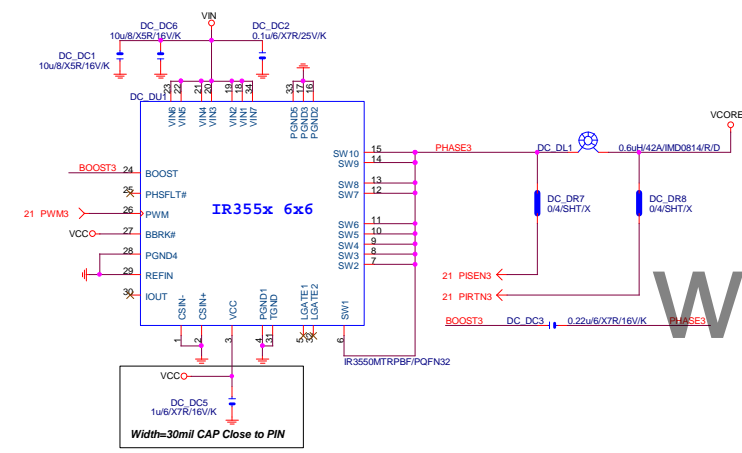 VIN
DC_DC6
10u/8/X5R/16V/K
DC_DC2
0.1u/6/X7R/25V/K
DC_DC1
10u/8/X5R/16V/K
DC_DU1
23 22 21 20 19 18 34 33 17 16
VIN6 VIN5 VIN4 VIN3 VIN2 VIN1 VIN7 PGND5 PGND3 PGND2
VCORE
BOOST3 24 BOOST
25 PHSFLT#
21 PWM3 26 PWM
VCC 27 BBRK#
28 PGND4
29 REFIN
30 IOUT
IR355x 6x6
SW10 15
SW9 14
SW8 13
SW7 12
SW6 11
SW5 10
SW4 9
SW3 8
SW2 7
PHASE3
DC_DL1 0.6uH/42A/IMD0814/R/D
DC_DR7
0/4/SHT/X
DC_DR8
0/4/SHT/X
21 PISEN3
21 PIRTN3
BOOST3 DC_DC3 0.22u/6/X7R/16V/K PHASE3
W
CSIN- CSIN+ VCC PGND1 TGND LGATE1 LGATE2 SW1
1 2 3 4 31 5 32 6
IR3550MTRPBF/PQFN32
VCC
DC_DC5
1u/6/X7R/16V/K
Width=30mil CAP Close to PIN